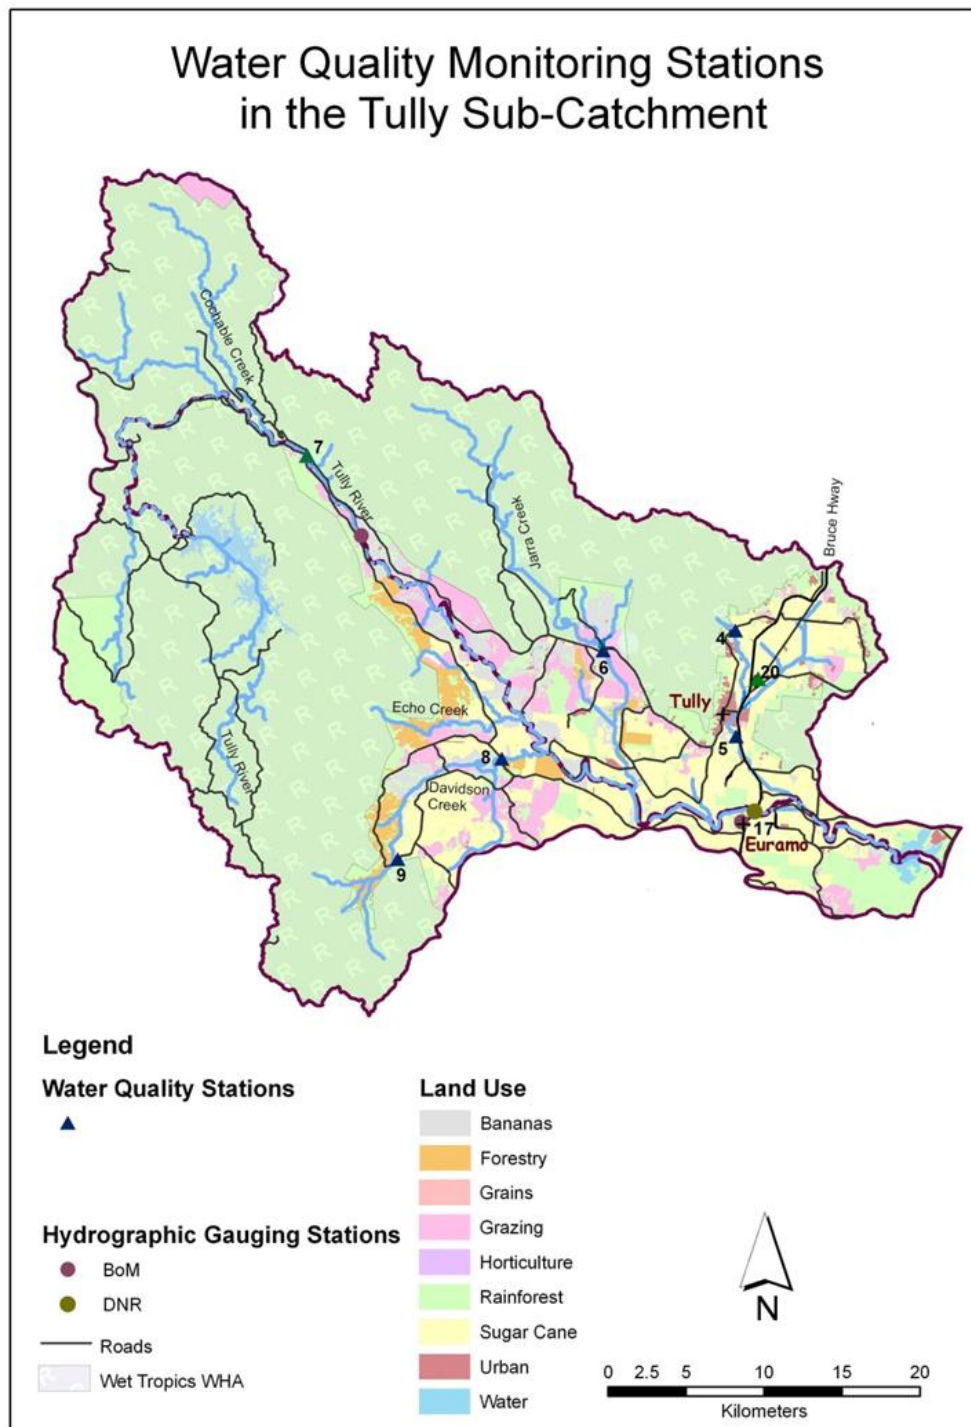 Water Quality Monitoring Stations
in the Tully Sub-Catchment
Cochable Creek
7
Tully River
Jarra Creek
Bruce Hway
4
6
20
Tully
Echo Creek
5
8
Tully River
Davidson
Creek
17
Euramo
9
Legend
Water Quality Stations
Hydrographic Gauging Stations
BoM
DNR
Roads
Wet Tropics WHA
Land Use
Bananas
Forestry
Grains
Grazing
Horticulture
Rainforest
Sugar Cane
Urban
Water
N
0 2.5 5 10 15 20
Kilometers